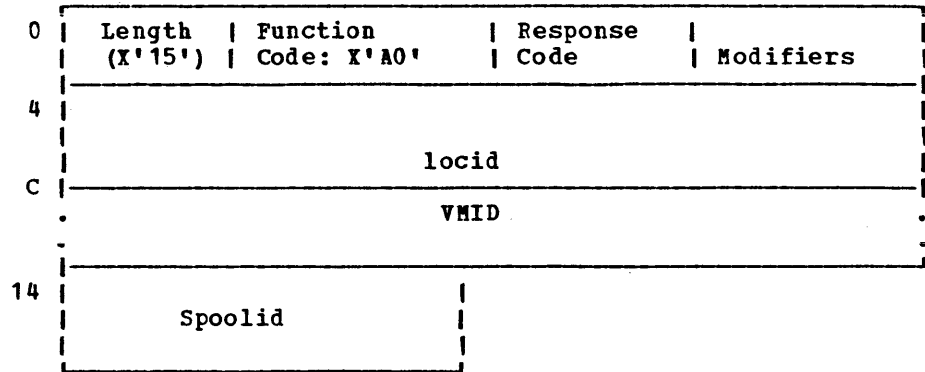 0 | Length | Function | Response |
(X'15') | Code: X'A0' | Code | Modifiers
4
locid
C
VMID
14
Spoolid